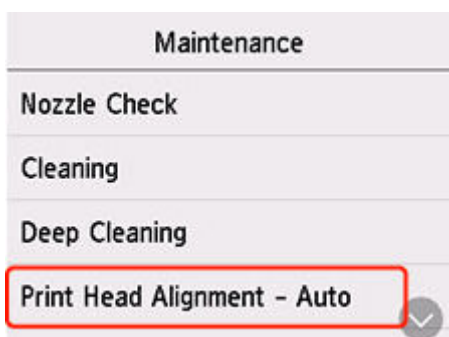 Maintenance
Nozzle Check
Cleaning
Deep Cleaning
Print Head Alignment - Auto